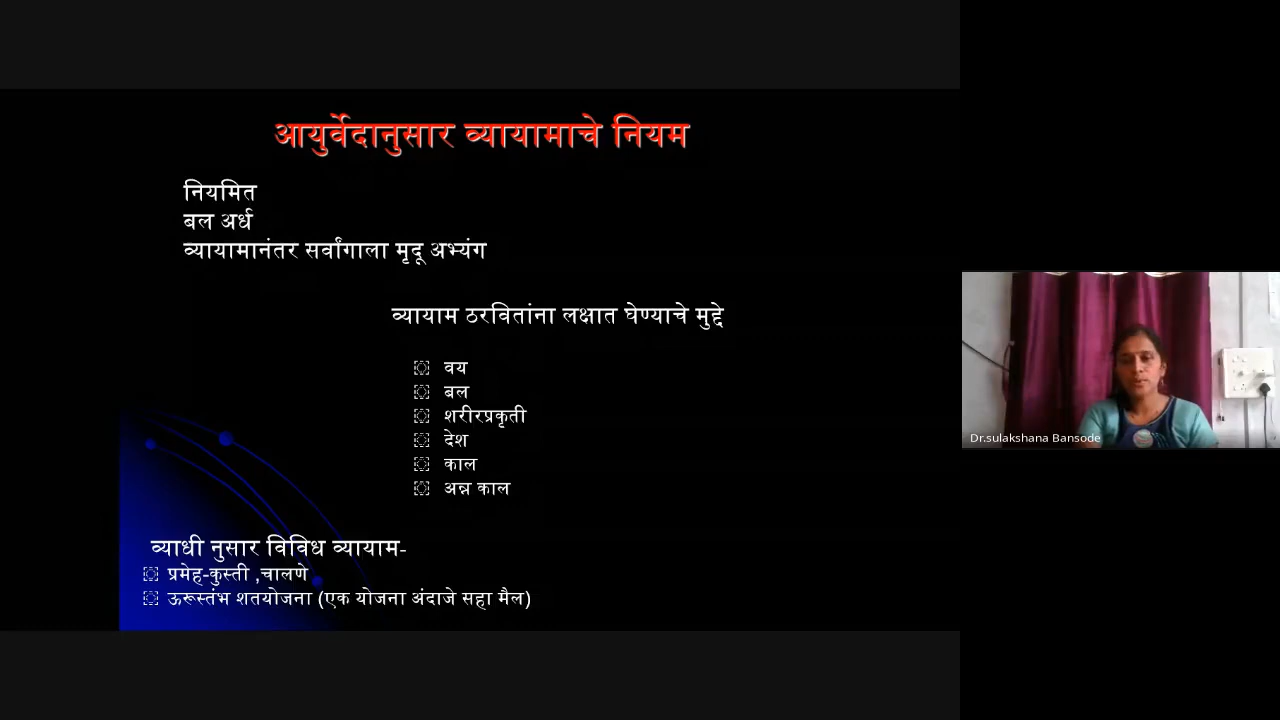 आयुर्वेदानुसार व्यायामाचे नियम
नियमित
बल अर्ध
व्यायामानंतर सर्वांगाला मृदू अभ्यंग
व्यायाम ठरवितांना लक्षात घेण्याचे मुद्दे
वय
बल
शरीरप्रकृती
देश
काल
अन्न काल
व्याधी नुसार विविध व्यायाम-
प्रमेह-कुस्ती ,चालणे
ऊरूस्तंभ शतयोजना (एक योजना अंदाजे सहा मैल)
Dr.sulakshana Bansode